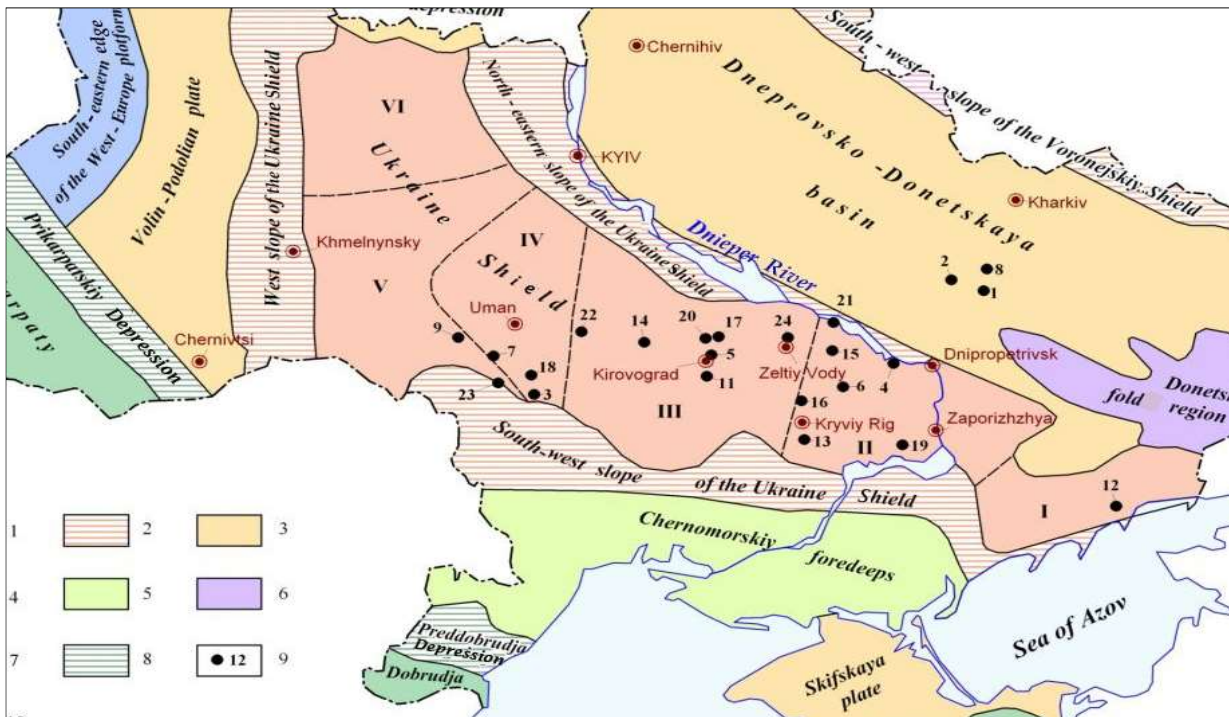 depression
South-eastern edge
of the West-Europe platform
Volin-Podolian plate
West slope of the Ukraine Shield
Prikarpatskiy
Depression
arpaty
VI
Ukraine
Shield
North-eastern slope of the Ukraine Shield
Chernihiv
KYIV
Dneprovsko-Donetskaya
basin
South-west
slope of the Voronejskiy Shield
Kharkiv
Khmelnynsky
IV
V
Dnieper River
2
8
1
Uman
9
7
22
14
20
17
24
21
5
15
Kirovograd
Zeltiy Vody
4
Dnipropetrivsk
18
11
6
Donets
fold
region
Chernivtsi
23
3
III
16
Kryviy Rig
Zaporizhzhya
13
II
19
South-west slope
of the Ukraine Shield
I
12
1
2
3
Chernomorskiy
foredeeps
4
5
6
Sea of Azov
7
8
12
9
Preddobrudja
Depression
Dobrudja
Skifskaya
plate